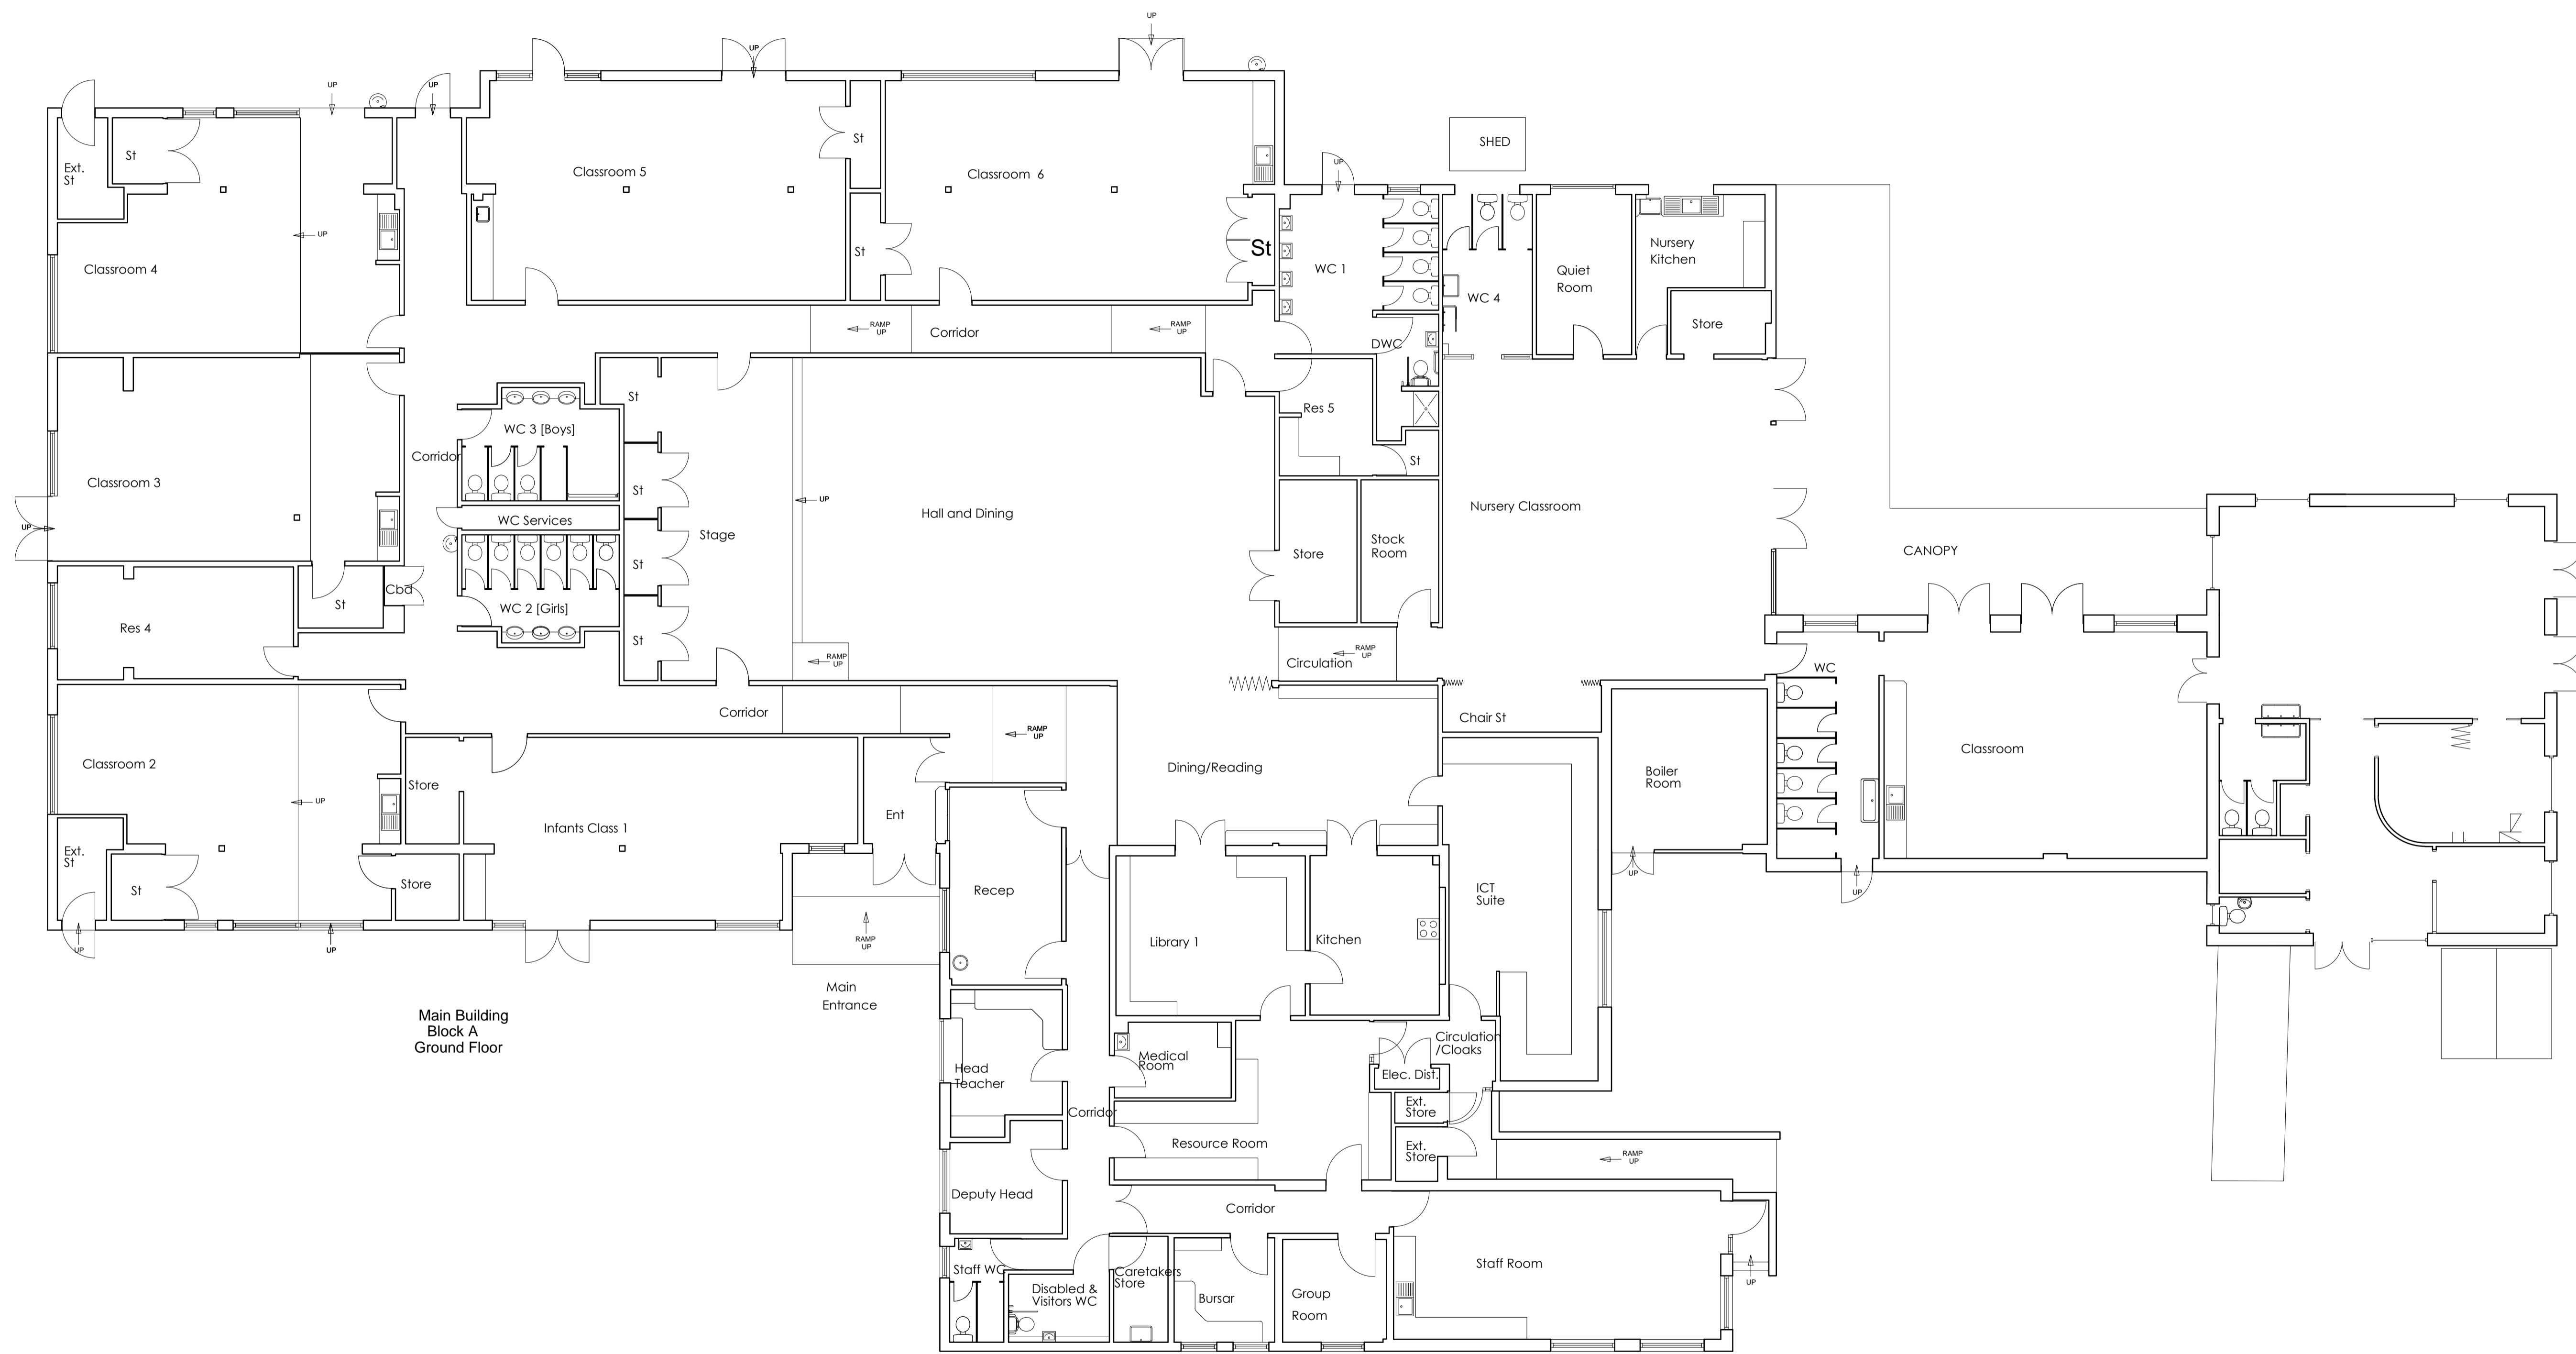 UP
UP
UP
UP
UP
Ext.
St
St
Classroom 5
St
Classroom 6
SHED
UP
UP
Classroom 4
St
St
WC 1
WC 4
Quiet
Room
Nursery
Kitchen
Store
RAMP
UP
Corridor
RAMP
UP
DWC
St
Res 5
WC 3 [Boys]
Corridor
St
Classroom 3
St
UP
Stage
Hall and Dining
Nursery Classroom
UP
WC Services
Store
Stock
Room
CANOPY
St
Cbd
St
WC 2 [Girls]
Res 4
St
RAMP
UP
Circulation
RAMP
UP
WC
Corridor
RAMP
UP
Chair St
Classroom
Classroom 2
UP
Store
Infants Class 1
Ent
Dining/Reading
Boiler
Room
Ext.
St
St
Store
Recep
ICT
Suite
UP
UP
UP
UP
RAMP
UP
Library 1
Kitchen
Main
Entrance
Main Building
Block A
Ground Floor
Head
Teacher
Medical
Room
Circulation
/Cloaks
Elec. Dist.
Corridor
Ext.
Store
Resource Room
Ext.
Store
RAMP
UP
Deputy Head
Corridor
Staff WC
Disabled &
Visitors WC
Caretakers
Store
Bursar
Group
Room
Staff Room
UP